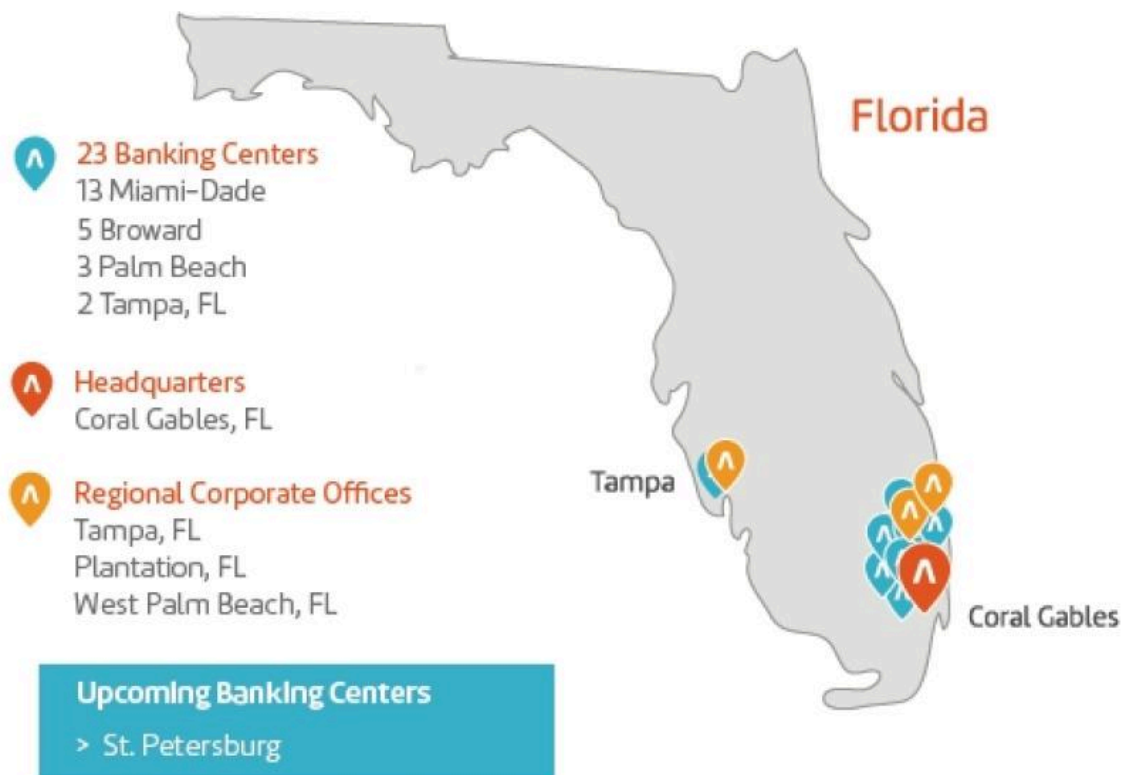 Florida
23 Banking Centers
13 Miami-Dade
5 Broward
3 Palm Beach
2 Tampa, FL
Headquarters
Coral Gables, FL
Regional Corporate Offices
Tampa, FL
Plantation, FL
West Palm Beach, FL
Tampa
Coral Gables
Upcoming Banking Centers
> St. Petersburg